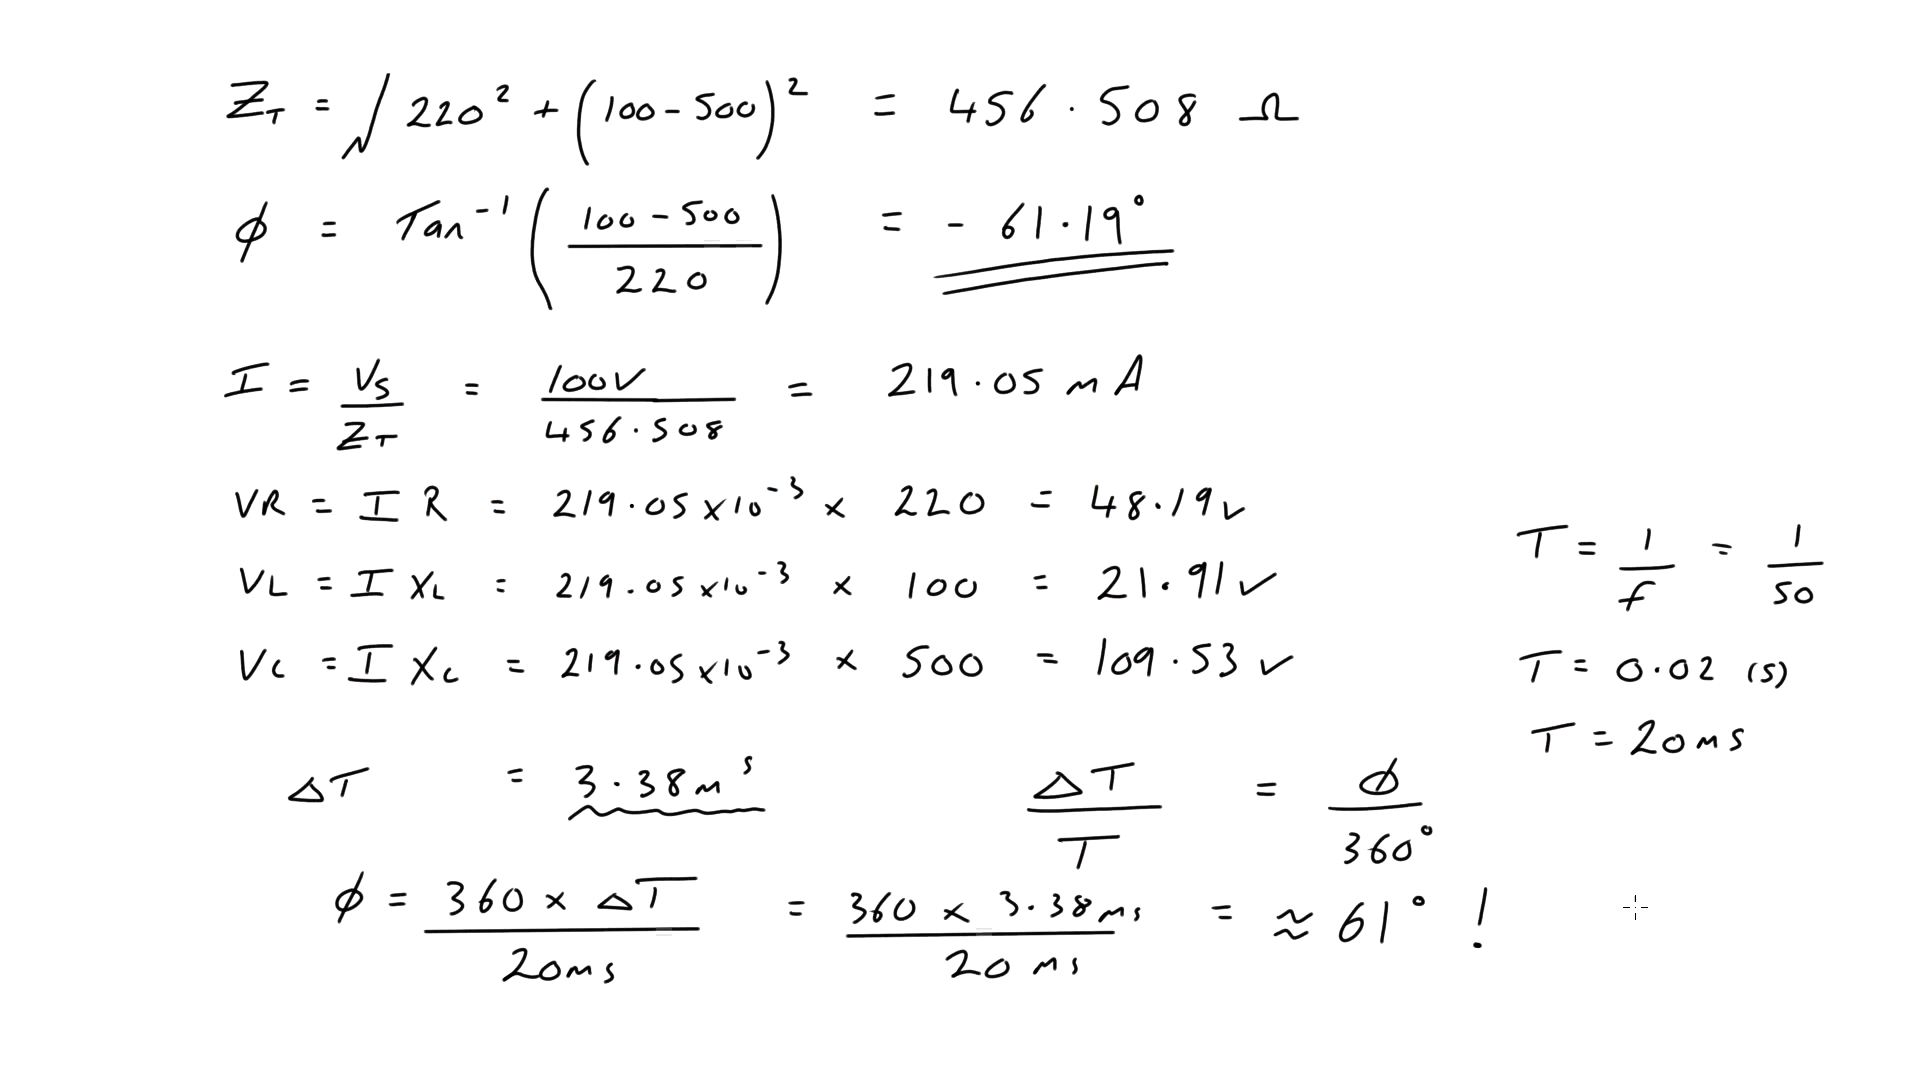 Z_T = √220² + (100 - 500)² = 456.508 Ω
φ = Tan⁻¹ (100 - 500 / 220) = - 61.19°
I = Vs / Z_T = 100V / 456.508 = 219.05 mA
VR = I R = 219.05 x10⁻³ x 220 = 48.19v
VL = I X_L = 219.05 x10⁻³ x 100 = 21.91v
Vc = I Xc = 219.05 x10⁻³ x 500 = 109.53v
T = 1 / f = 1 / 50
T = 0.02 (s)
T = 20ms
ΔT = 3.38ms
ΔT / T = φ / 360°
φ = 360 x ΔT / 20ms = 360 x 3.38ms / 20 ms = ≈ 61° !